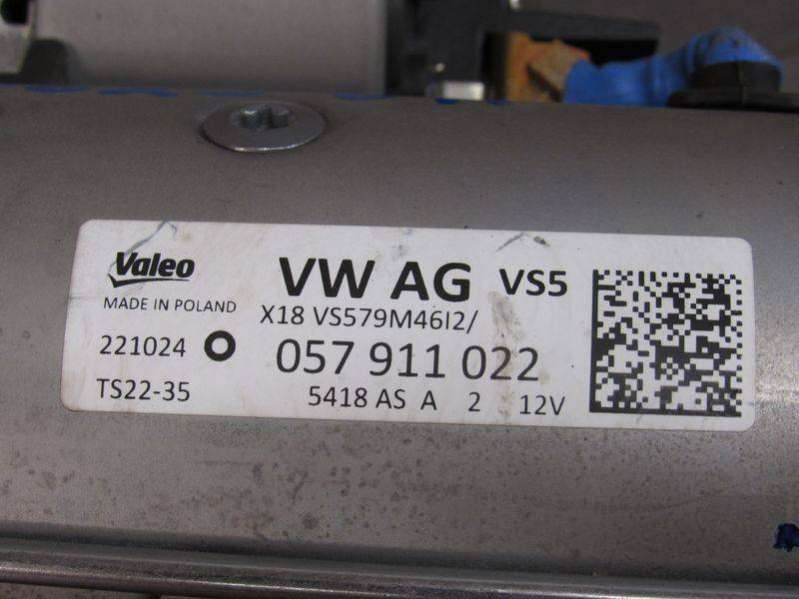 Valeo VW AG VS5
MADE IN POLAND X18 VS579M46I2/
221024 057 911 022
TS22-35 5418 AS A 2 12V